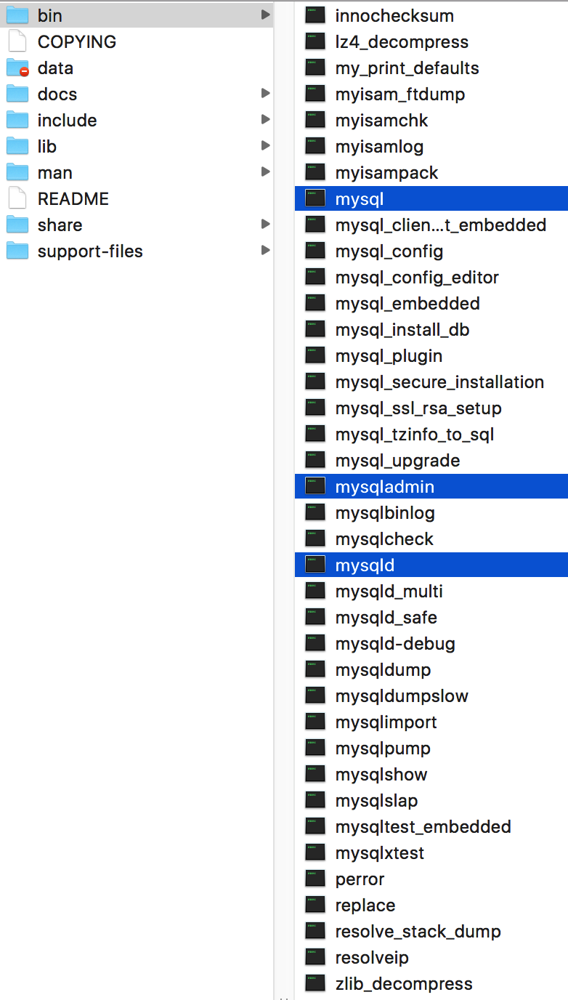 bin
COPYING
data
docs
include
lib
man
README
share
support-files
innochecksum
lz4_decompress
my_print_defaults
myisam_ftdump
myisamchk
myisamlog
myisampack
mysql
mysql_clien...t_embedded
mysql_config
mysql_config_editor
mysql_embedded
mysql_install_db
mysql_plugin
mysql_secure_installation
mysql_ssl_rsa_setup
mysql_tzinfo_to_sql
mysql_upgrade
mysqladmin
mysqlbinlog
mysqlcheck
mysqld
mysqld_multi
mysqld_safe
mysqld-debug
mysqldump
mysqldumpslow
mysqlimport
mysqlpump
mysqlshow
mysqlslap
mysqltest_embedded
mysqlxtest
perror
replace
resolve_stack_dump
resolveip
zlib_decompress